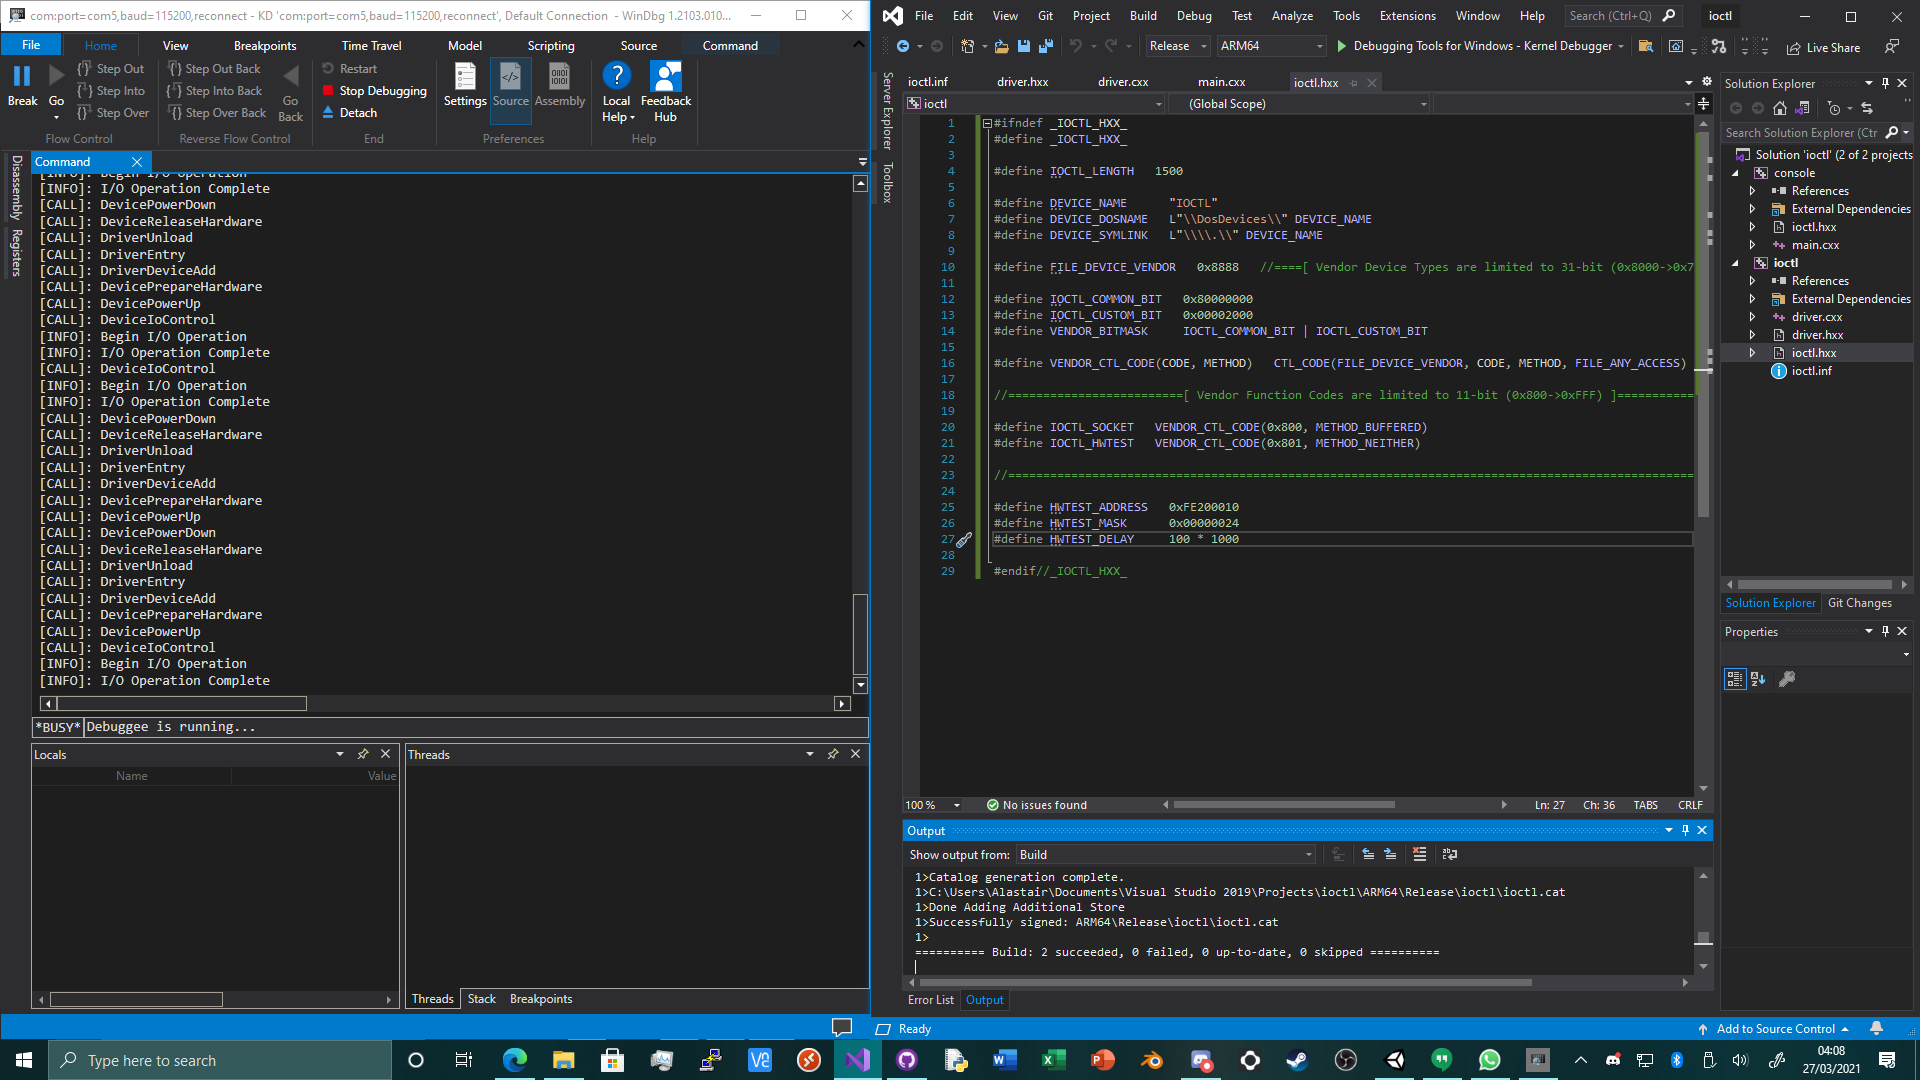 com:port=com5,baud=115200,reconnect - KD 'com:port=com5,baud=115200,reconnect', Default Connection - WinDbg 1.2103.010...
File Home View Breakpoints Time Travel Model Scripting Source Command
Break Go
Step Out
Step Into
Step Over
Flow Control
Step Out Back
Step Into Back
Step Over Back
Go Back
Reverse Flow Control
Restart
Stop Debugging
Detach
End
Settings Source Assembly
Preferences
Local Help
Feedback Hub
Help
Disassembly
Registers
Command
[INFO]: Begin I/O Operation
[INFO]: I/O Operation Complete
[CALL]: DevicePowerDown
[CALL]: DeviceReleaseHardware
[CALL]: DriverUnload
[CALL]: DriverEntry
[CALL]: DriverDeviceAdd
[CALL]: DevicePrepareHardware
[CALL]: DevicePowerUp
[CALL]: DeviceIoControl
[INFO]: Begin I/O Operation
[INFO]: I/O Operation Complete
[CALL]: DeviceIoControl
[INFO]: Begin I/O Operation
[INFO]: I/O Operation Complete
[CALL]: DevicePowerDown
[CALL]: DeviceReleaseHardware
[CALL]: DriverUnload
[CALL]: DriverEntry
[CALL]: DriverDeviceAdd
[CALL]: DevicePrepareHardware
[CALL]: DevicePowerUp
[CALL]: DevicePowerDown
[CALL]: DeviceReleaseHardware
[CALL]: DriverUnload
[CALL]: DriverEntry
[CALL]: DriverDeviceAdd
[CALL]: DevicePrepareHardware
[CALL]: DevicePowerUp
[CALL]: DeviceIoControl
[INFO]: Begin I/O Operation
[INFO]: I/O Operation Complete
*BUSY* Debuggee is running...
Locals
Name Value
Threads
Threads Stack Breakpoints
File Edit View Git Project Build Debug Test Analyze Tools Extensions Window Help Search (Ctrl+Q) ioctl
Release ARM64 Debugging Tools for Windows - Kernel Debugger Live Share
Server Explorer
Toolbox
ioctl.inf driver.hxx driver.cxx main.cxx ioctl.hxx
ioctl (Global Scope)
1 #ifndef _IOCTL_HXX_
2 #define _IOCTL_HXX_
3
4 #define IOCTL_LENGTH 1500
5
6 #define DEVICE_NAME "IOCTL"
7 #define DEVICE_DOSNAME L"\\DosDevices\\" DEVICE_NAME
8 #define DEVICE_SYMLINK L"\\\\.\\" DEVICE_NAME
9
10 #define FILE_DEVICE_VENDOR 0x8888 //====[ Vendor Device Types are limited to 31-bit (0x8000->0x7
11
12 #define IOCTL_COMMON_BIT 0x80000000
13 #define IOCTL_CUSTOM_BIT 0x00002000
14 #define VENDOR_BITMASK IOCTL_COMMON_BIT | IOCTL_CUSTOM_BIT
15
16 #define VENDOR_CTL_CODE(CODE, METHOD) CTL_CODE(FILE_DEVICE_VENDOR, CODE, METHOD, FILE_ANY_ACCESS)
17
18 //=========================[ Vendor Function Codes are limited to 11-bit (0x800->0xFFF) ]===========
19
20 #define IOCTL_SOCKET VENDOR_CTL_CODE(0x800, METHOD_BUFFERED)
21 #define IOCTL_HWTEST VENDOR_CTL_CODE(0x801, METHOD_NEITHER)
22
23 //==================================================================================================
24
25 #define HWTEST_ADDRESS 0xFE200010
26 #define HWTEST_MASK 0x00000024
27 #define HWTEST_DELAY 100 * 1000
28
29 #endif//_IOCTL_HXX_
100 % No issues found Ln: 27 Ch: 36 TABS CRLF
Output
Show output from: Build
1>Catalog generation complete.
1>C:\Users\Alastair\Documents\Visual Studio 2019\Projects\ioctl\ARM64\Release\ioctl\ioctl.cat
1>Done Adding Additional Store
1>Successfully signed: ARM64\Release\ioctl\ioctl.cat
1>
========== Build: 2 succeeded, 0 failed, 0 up-to-date, 0 skipped ==========
Error List Output
Solution Explorer
Search Solution Explorer (Ctr
Solution 'ioctl' (2 of 2 projects
console
References
External Dependencies
ioctl.hxx
main.cxx
ioctl
References
External Dependencies
driver.cxx
driver.hxx
ioctl.hxx
ioctl.inf
Solution Explorer Git Changes
Properties
Ready Add to Source Control
Type here to search
04:08
27/03/2021